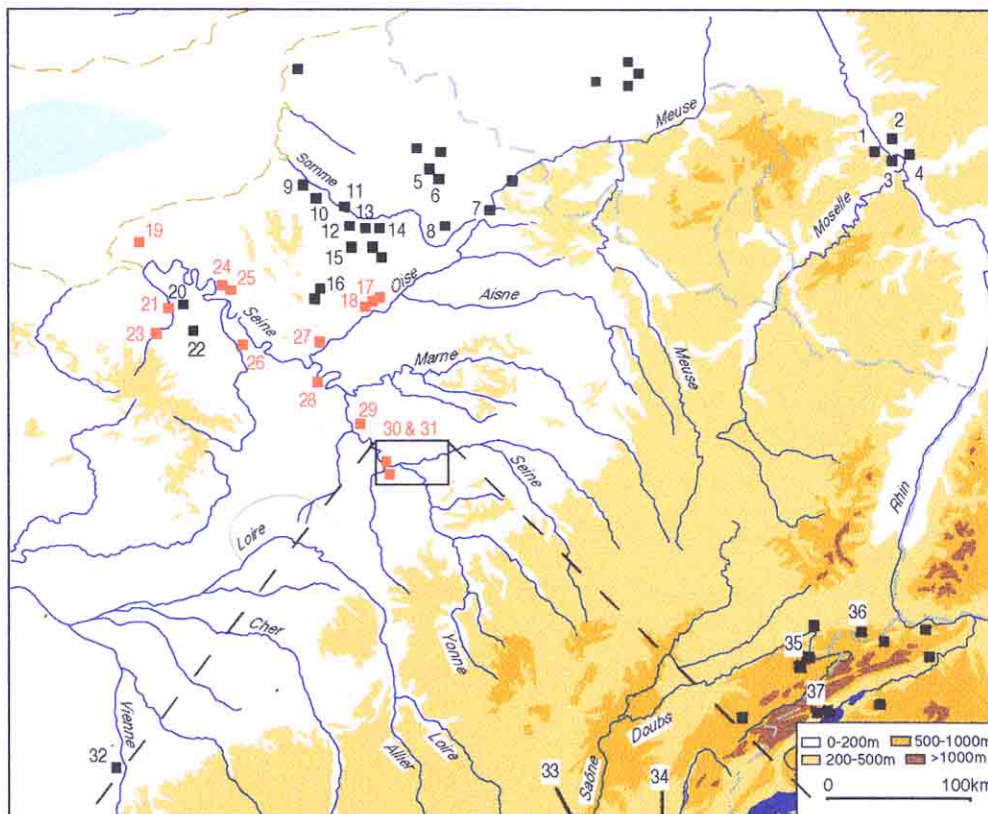 Meuse
1
2
3
4
Somme
5
6
7
8
9
10
11
12
13
14
15
16
Moselle
19
24
25
17
18
Oise
Aisne
20
21
22
23
Seine
26
27
28
Marne
Meuse
29
30 & 31
Seine
Rhin
Loire
Cher
Yonne
Vienne
32
Allier
Loire
33
Saône
34
Doubs
35
36
37
0-200m
500-1000m
200-500m
>1000m
0
100km